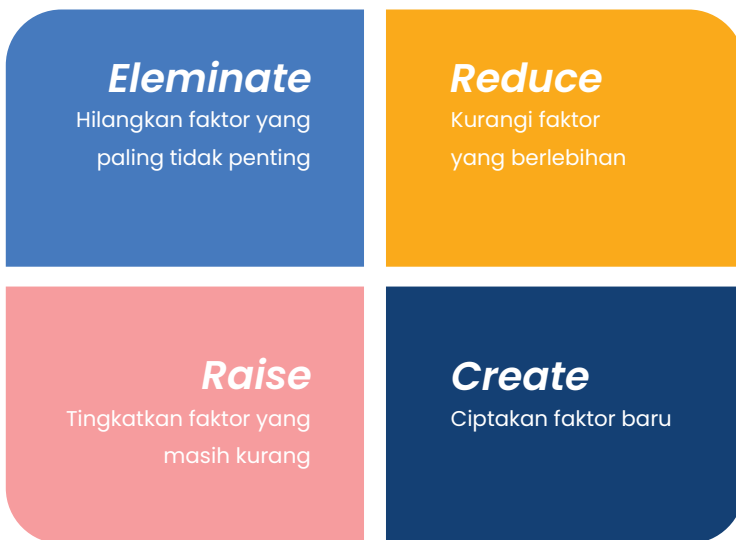 Eleminate
Hilangkan faktor yang
paling tidak penting
Reduce
Kurangi faktor
yang berlebihan
Raise
Tingkatkan faktor yang
masih kurang
Create
Ciptakan faktor baru